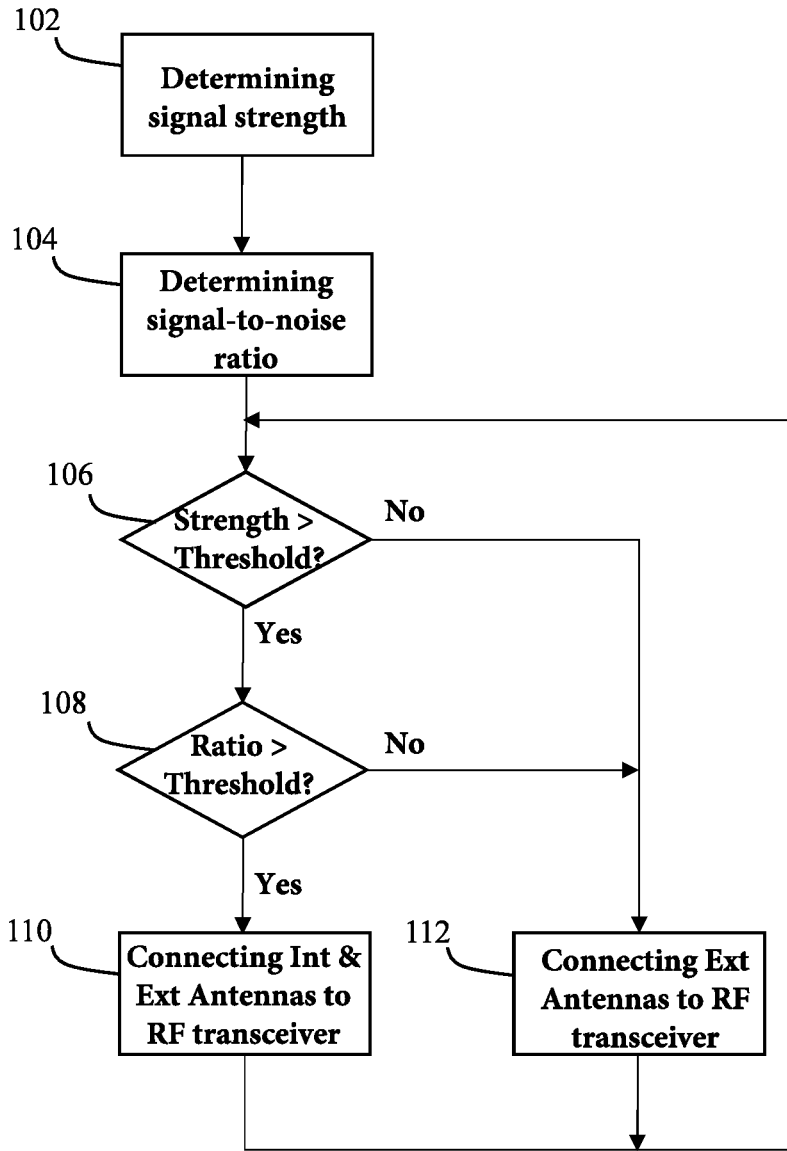 102
Determining
signal strength
104
Determining
signal-to-noise
ratio
106
Strength >
Threshold?
No
Yes
108
Ratio >
Threshold?
No
Yes
110
Connecting Int &
Ext Antennas to
RF transceiver
112
Connecting Ext
Antennas to RF
transceiver